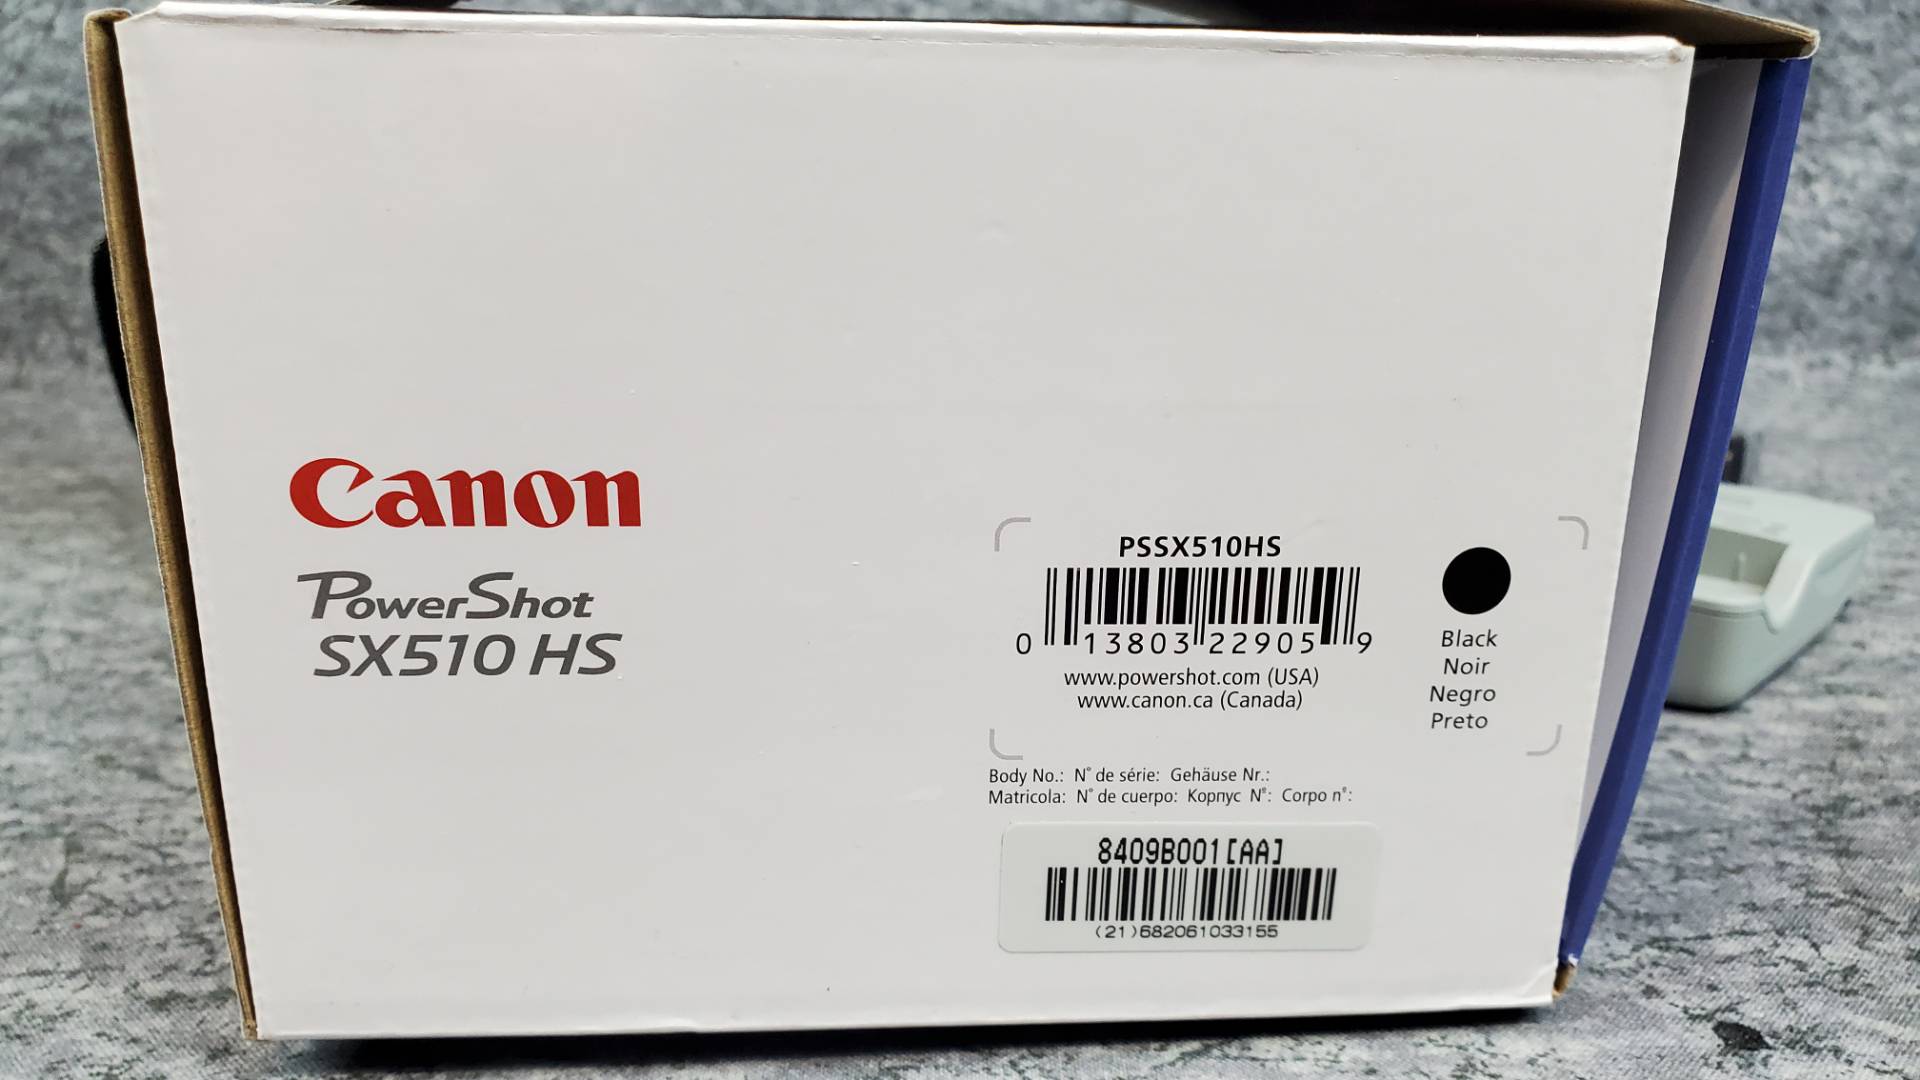 Canon
PowerShot
SX510 HS
PSSX510HS
0 13803 22905 9
www.powershot.com (USA)
www.canon.ca (Canada)
Black
Noir
Negro
Preto
Body No.: N° de série: Gehäuse Nr.:
Matricola: N° de cuerpo: Корпус N°: Corpo n°:
8409B001[AA]
(21)682061033155